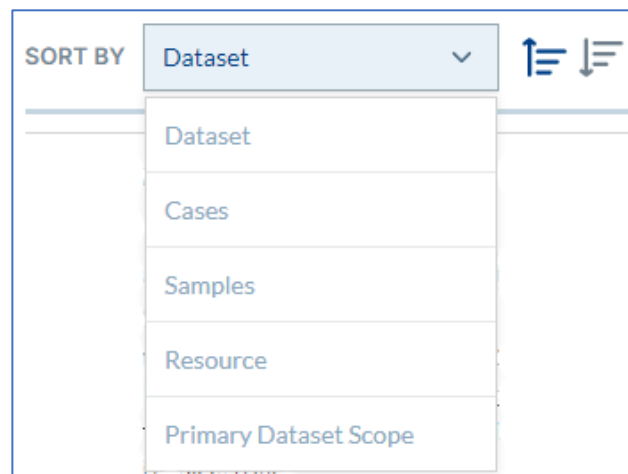 SORT BY Dataset
Dataset
Cases
Samples
Resource
Primary Dataset Scope